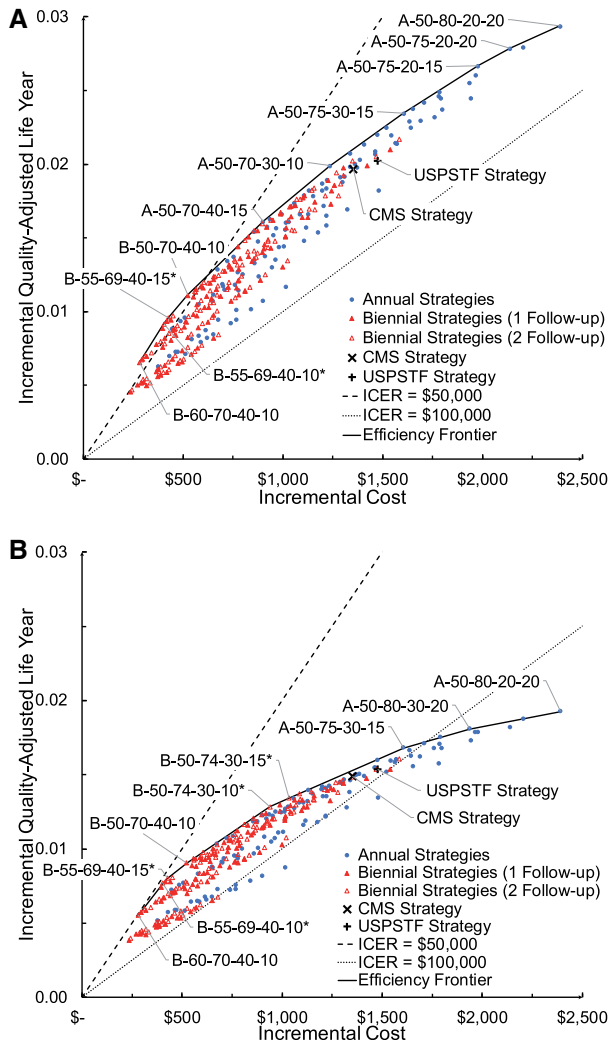 A
0.03
0.02
0.01
0.00
Incremental Quality-Adjusted Life Year
A-50-80-20-20
A-50-75-20-20
A-50-75-20-15
A-50-75-30-15
A-50-70-30-10
A-50-70-40-15
B-50-70-40-10
B-55-69-40-15*
USPSTF Strategy
CMS Strategy
B-55-69-40-10*
B-60-70-40-10
Annual Strategies
Biennial Strategies (1 Follow-up)
Biennial Strategies (2 Follow-up)
CMS Strategy
USPSTF Strategy
ICER = $50,000
ICER = $100,000
Efficiency Frontier
$- $500 $1,000 $1,500 $2,000 $2,500
Incremental Cost
B
0.03
0.02
0.01
0.00
Incremental Quality-Adjusted Life Year
A-50-80-20-20
A-50-80-30-20
A-50-75-30-15
B-50-74-30-15*
B-50-74-30-10*
B-50-70-40-10
B-55-69-40-15*
USPSTF Strategy
CMS Strategy
B-55-69-40-10*
B-60-70-40-10
Annual Strategies
Biennial Strategies (1 Follow-up)
Biennial Strategies (2 Follow-up)
CMS Strategy
USPSTF Strategy
ICER = $50,000
ICER = $100,000
Efficiency Frontier
$- $500 $1,000 $1,500 $2,000 $2,500
Incremental Cost